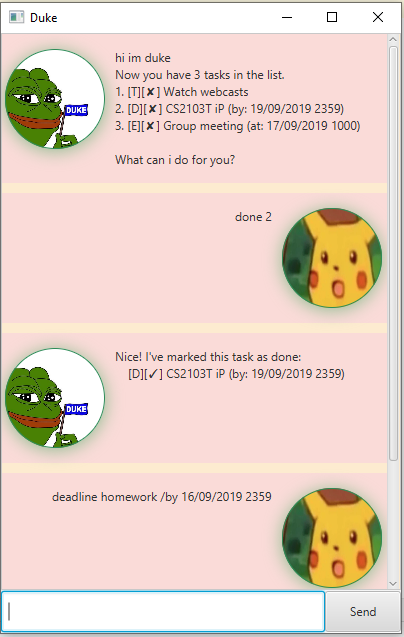 Duke
hi im duke
Now you have 3 tasks in the list.
1. [T][✘] Watch webcasts
2. [D][✘] CS2103T iP (by: 19/09/2019 2359)
3. [E][✘] Group meeting (at: 17/09/2019 1000)
What can i do for you?
DUKE
done 2
Nice! I've marked this task as done:
[D][✓] CS2103T iP (by: 19/09/2019 2359)
DUKE
deadline homework /by 16/09/2019 2359
Send